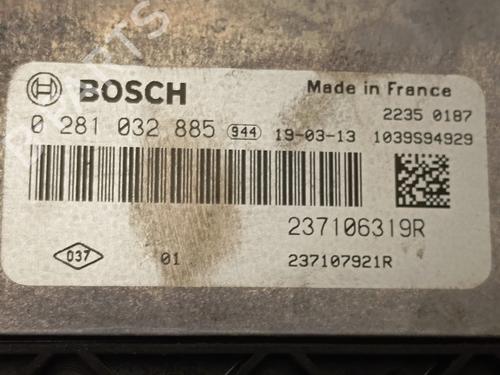 BOSCH
Made in France
2235 0187
0 281 032 885 944 19-03-13 1039S94929
237106319R
037 01 237107921R